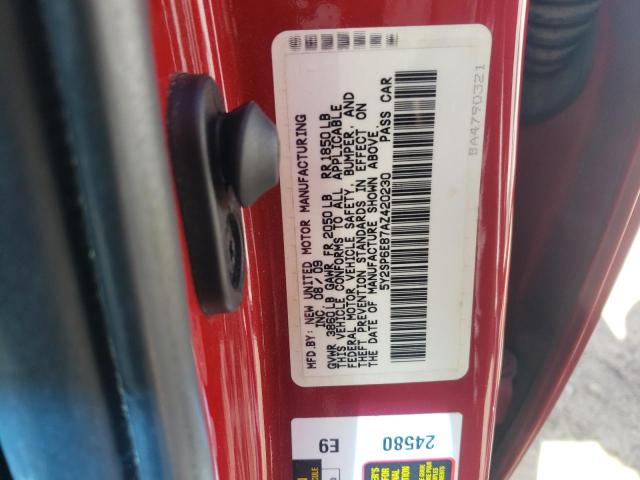 MFD.BY: NEW UNITED MOTOR MANUFACTURING
INC 08/09
GVWR 3860LB GAWR FR 2050LB RR 1850LB
THIS VEHICLE CONFORMS TO ALL APPLICABLE
FEDERAL MOTOR VEHICLE SAFETY, BUMPER, AND
THEFT PREVENTION STANDARDS IN EFFECT ON
THE DATE OF MANUFACTURE SHOWN ABOVE.
5Y2SP6E87AZ420230 PASS CAR
BA4790321
24580
E9